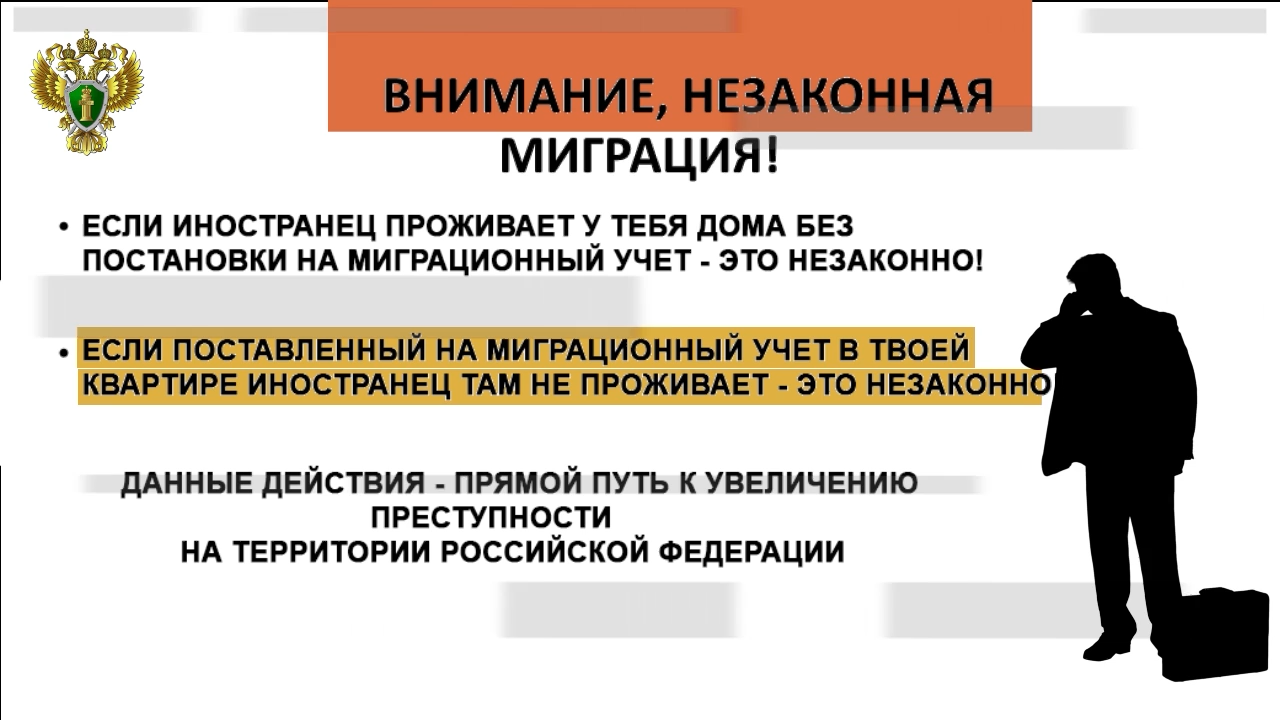 ВНИМАНИЕ, НЕЗАКОННАЯ
МИГРАЦИЯ!
• ЕСЛИ ИНОСТРАНЕЦ ПРОЖИВАЕТ У ТЕБЯ ДОМА БЕЗ
ПОСТАНОВКИ НА МИГРАЦИОННЫЙ УЧЕТ - ЭТО НЕЗАКОННО!
• ЕСЛИ ПОСТАВЛЕННЫЙ НА МИГРАЦИОННЫЙ УЧЕТ В ТВОЕЙ
КВАРТИРЕ ИНОСТРАНЕЦ ТАМ НЕ ПРОЖИВАЕТ - ЭТО НЕЗАКОННО
ДАННЫЕ ДЕЙСТВИЯ - ПРЯМОЙ ПУТЬ К УВЕЛИЧЕНИЮ
ПРЕСТУПНОСТИ
НА ТЕРРИТОРИИ РОССИЙСКОЙ ФЕДЕРАЦИИ